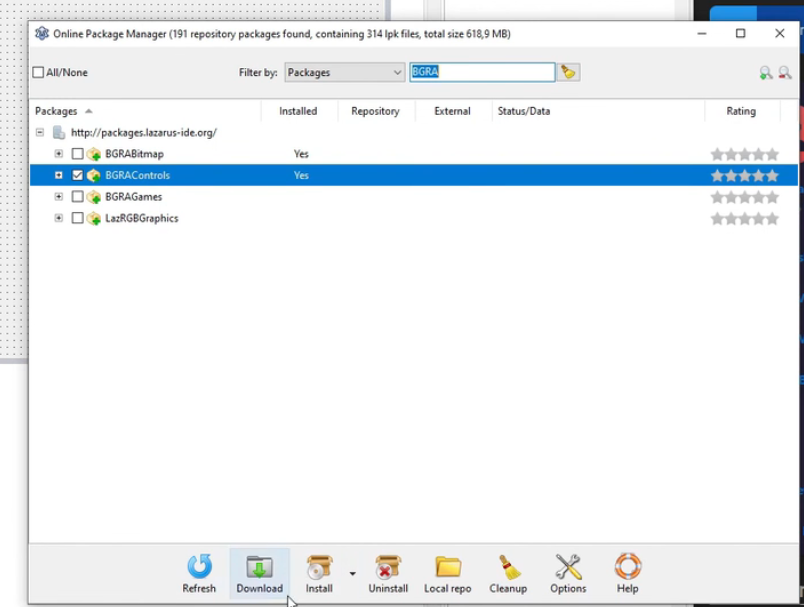 Online Package Manager (191 repository packages found, containing 314 lpk files, total size 618,9 MB)
All/None Filter by: Packages BGRA
Packages Installed Repository External Status/Data Rating
http://packages.lazarus-ide.org/
BGRABitmap Yes
BGRAControls Yes
BGRAGames
LazRGBGraphics
Refresh Download Install Uninstall Local repo Cleanup Options Help